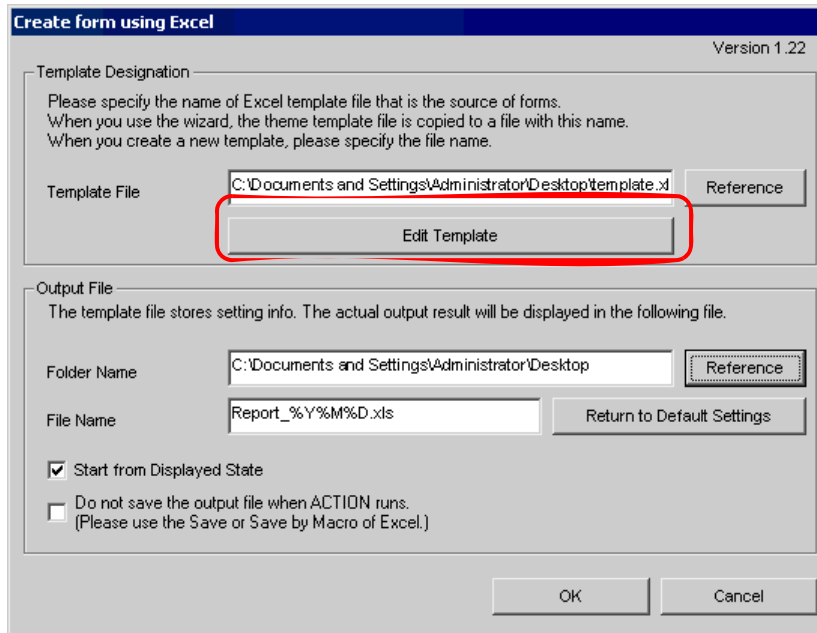 Create form using Excel
Version 1.22
Template Designation
Please specify the name of Excel template file that is the source of forms.
When you use the wizard, the theme template file is copied to a file with this name.
When you create a new template, please specify the file name.
Template File
C:\Documents and Settings\Administrator\Desktop\template.xl
Reference
Edit Template
Output File
The template file stores setting info. The actual output result will be displayed in the following file.
Folder Name
C:\Documents and Settings\Administrator\Desktop
Reference
File Name
Report_%Y%M%D.xls
Return to Default Settings
Start from Displayed State
Do not save the output file when ACTION runs.
(Please use the Save or Save by Macro of Excel.)
OK
Cancel